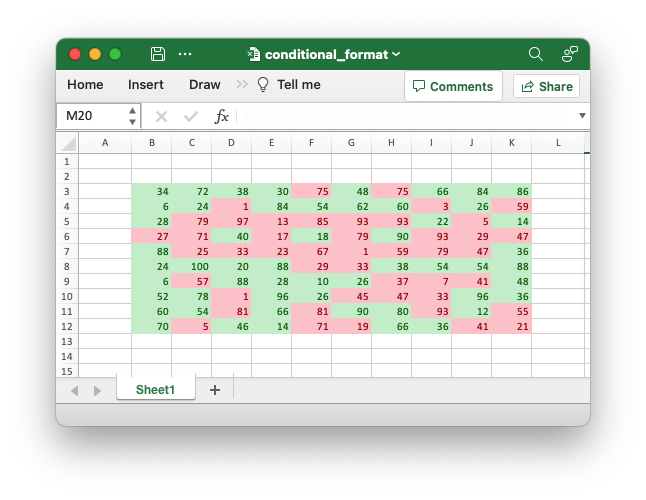 conditional_format
Home Insert Draw Tell me Comments Share
M20 fx
A B C D E F G H I J K L
1
2
3 34 72 38 30 75 48 75 66 84 86
4 6 24 1 84 54 62 60 3 26 59
5 28 79 97 13 85 93 93 22 5 14
6 27 71 40 17 18 79 90 93 29 47
7 88 25 33 23 67 1 59 79 47 36
8 24 100 20 88 29 33 38 54 54 88
9 6 57 88 28 10 26 37 7 41 48
10 52 78 1 96 26 45 47 33 96 36
11 60 54 81 66 81 90 80 93 12 55
12 70 5 46 14 71 19 66 36 41 21
13
14
15
Sheet1 +